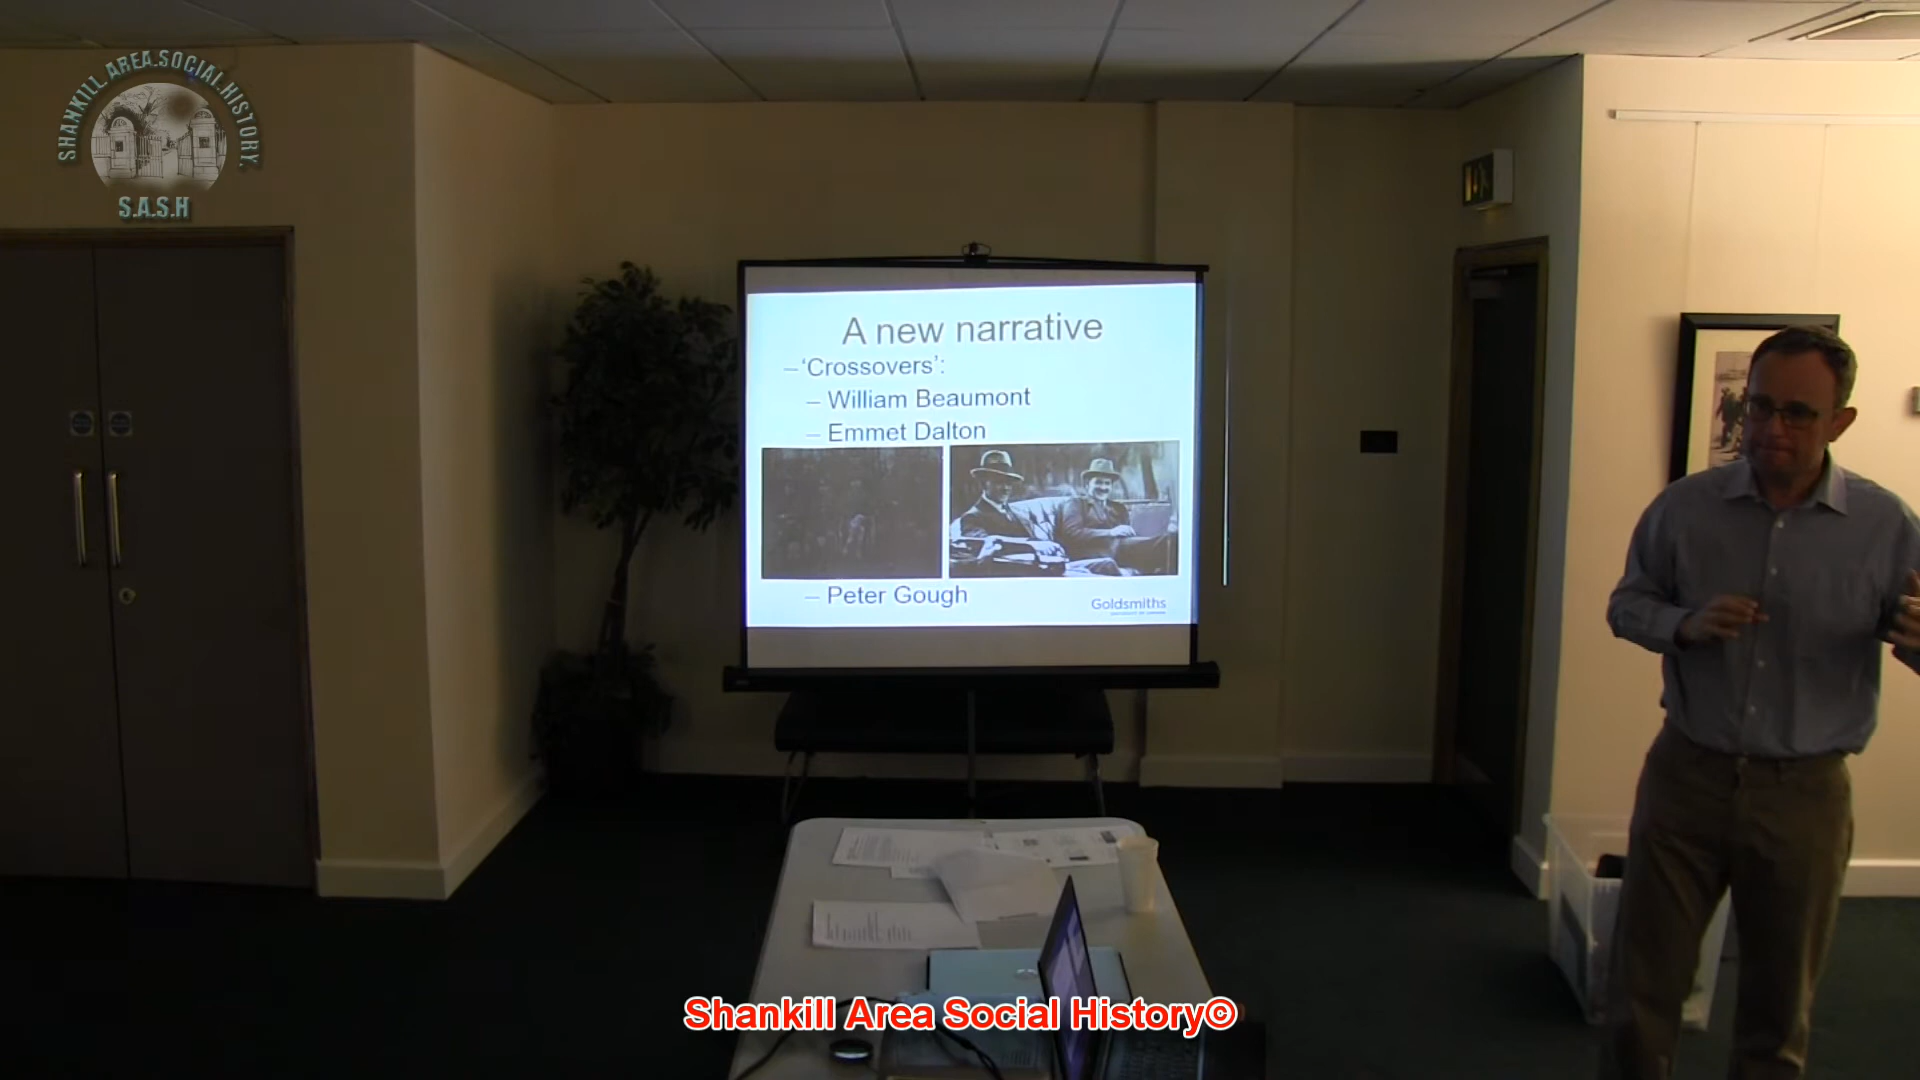 SHANKILL.AREA.SOCIAL.HISTORY.
S.A.S.H
A new narrative
– ‘Crossovers’:
– William Beaumont
– Emmet Dalton
– Peter Gough
Goldsmiths
Shankill Area Social History©